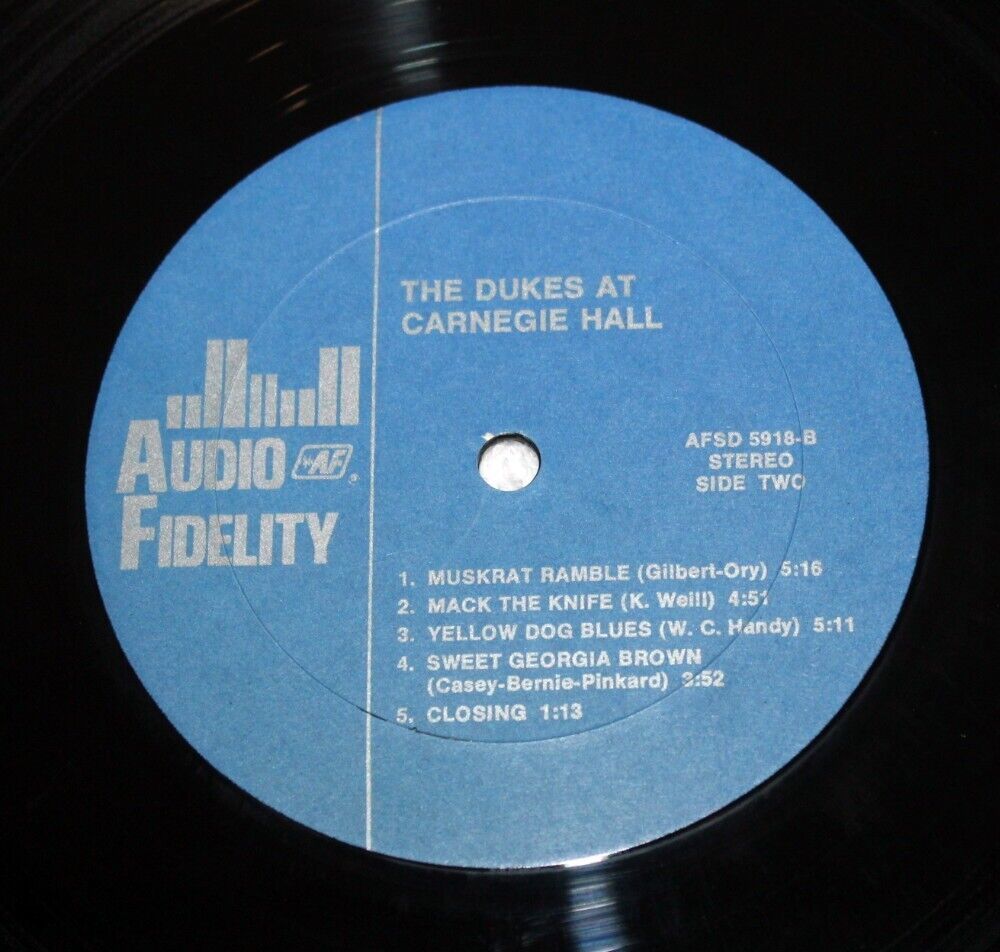 THE DUKES AT
CARNEGIE HALL
AUDIO AF
FIDELITY
AFSD 5918-B
STEREO
SIDE TWO
1. MUSKRAT RAMBLE (Gilbert-Ory) 5:16
2. MACK THE KNIFE (K. Weill) 4:51
3. YELLOW DOG BLUES (W. C. Handy) 5:11
4. SWEET GEORGIA BROWN
(Casey-Bernie-Pinkard) 3:52
5. CLOSING 1:13